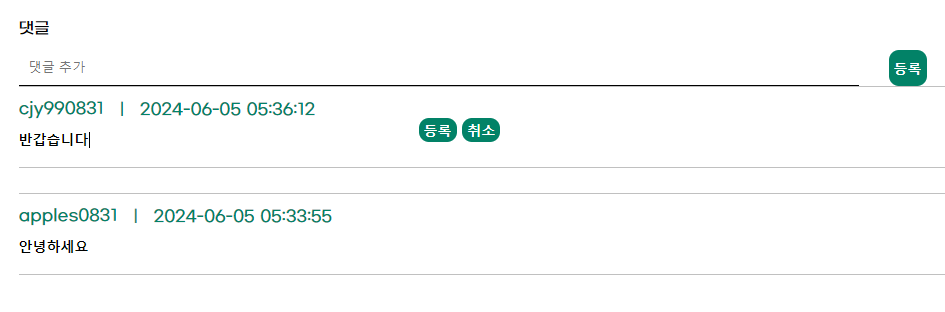 댓글
댓글 추가 등록
cjy990831 | 2024-06-05 05:36:12
등록 취소
반갑습니다
apples0831 | 2024-06-05 05:33:55
안녕하세요